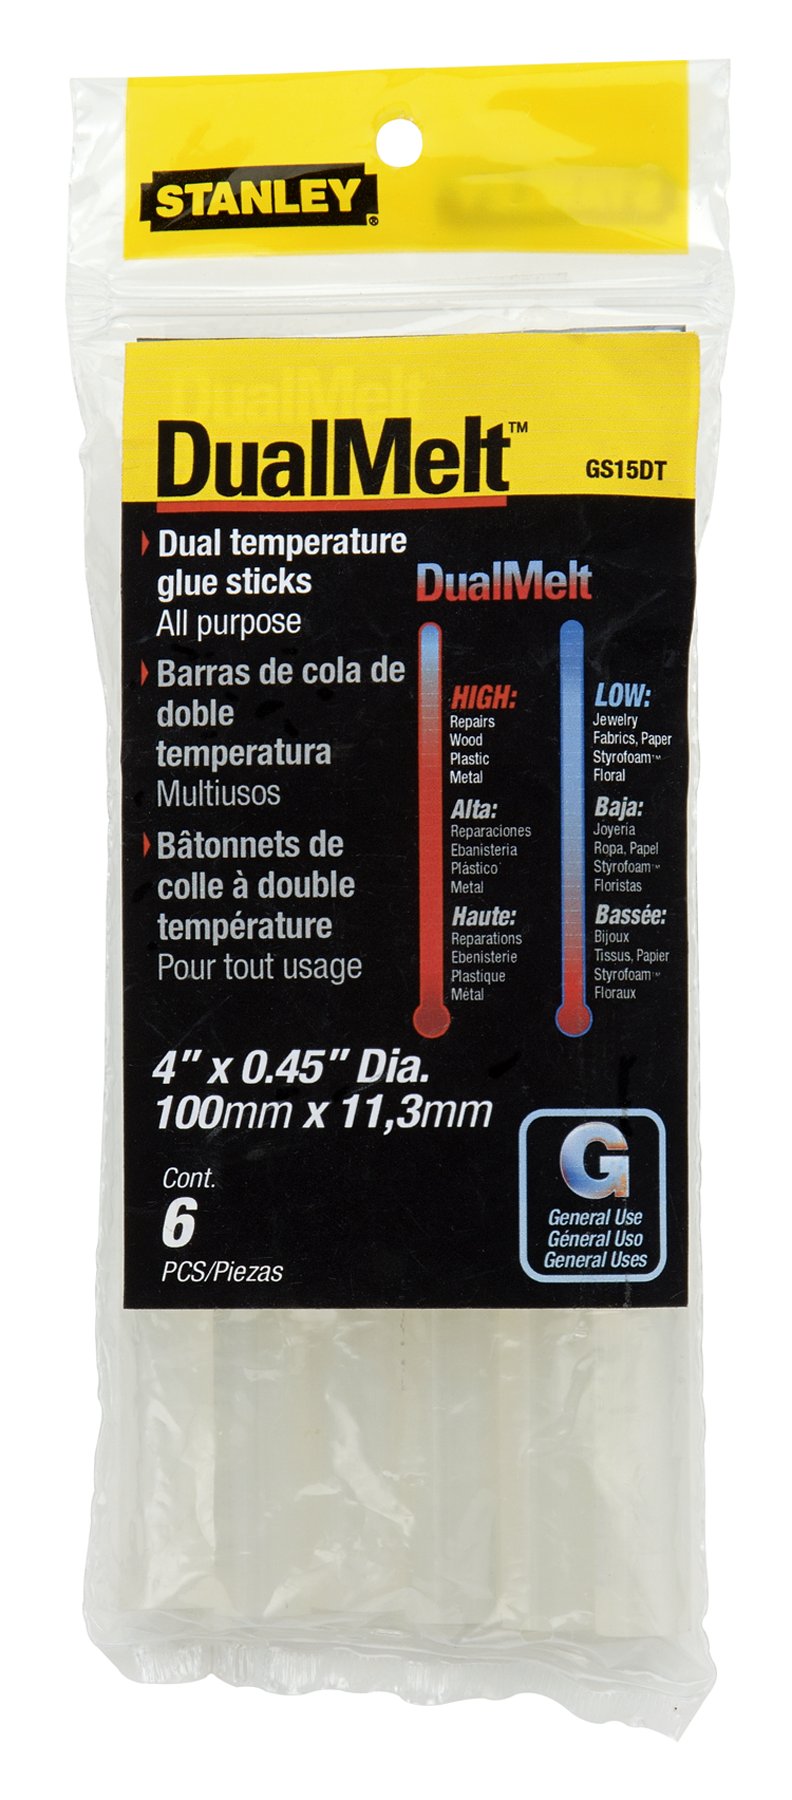 STANLEY®
DualMelt™
GS15DT
Dual temperature
glue sticks
All purpose
Barras de cola de
doble
temperatura
Multiusos
Bâtonnets de
colle à double
température
Pour tout usage
DualMelt
HIGH:
Repairs
Wood
Plastic
Metal
Alta:
Reparaciones
Ebanisteria
Plástico
Metal
Haute:
Reparations
Ebenisterie
Plastique
Métal
LOW:
Jewelry
Fabrics, Paper
Styrofoam™
Floral
Baja:
Joyería
Ropa, Papel
Styrofoam™
Floristas
Bassée:
Bijoux
Tissus, Papier
Styrofoam™
Floraux
4" x 0.45" Dia.
100mm x 11,3mm
Cont.
6
PCS/Piezas
G
General Use
Géneral Uso
General Uses